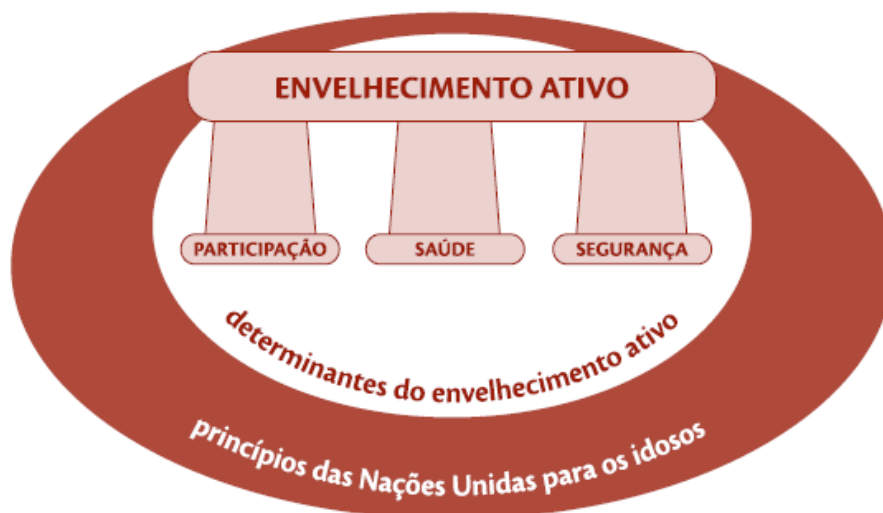 ENVELHECIMENTO ATIVO
PARTICIPAÇÃO
SAÚDE
SEGURANÇA
determinantes do envelhecimento ativo
princípios das Nações Unidas para os idosos